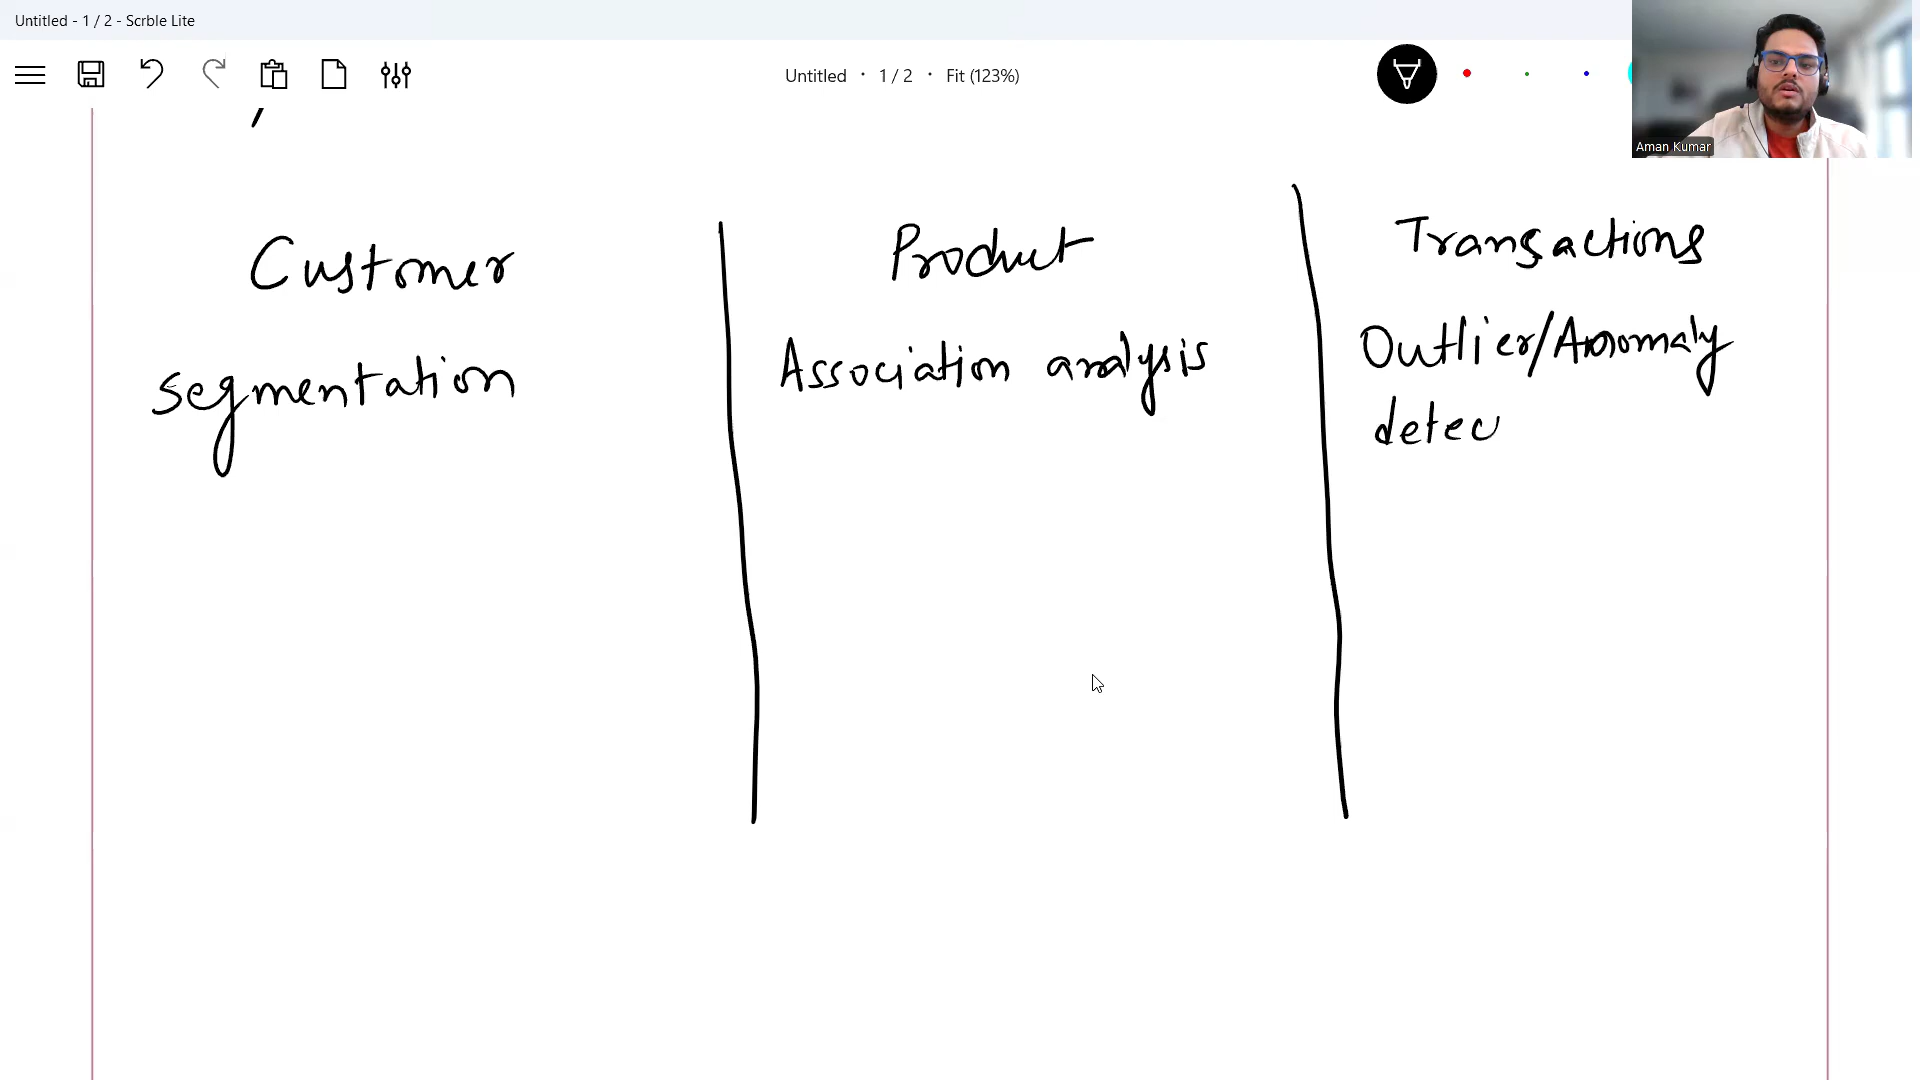 Untitled - 1 / 2 - Scrble Lite
Untitled • 1 / 2 • Fit (123%)
Aman Kumar
Customer
segmentation
Product
Association analysis
Transactions
Outlier/Anomaly
detec